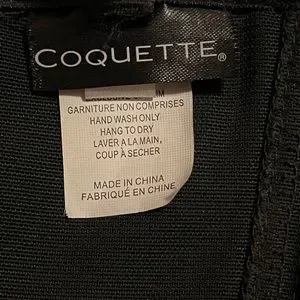 COQUETTE®
GARNITURE NON COMPRISES
HAND WASH ONLY
HANG TO DRY
LAVER A LA MAIN,
COUP À SECHER
MADE IN CHINA
FABRIQUÉ EN CHINE